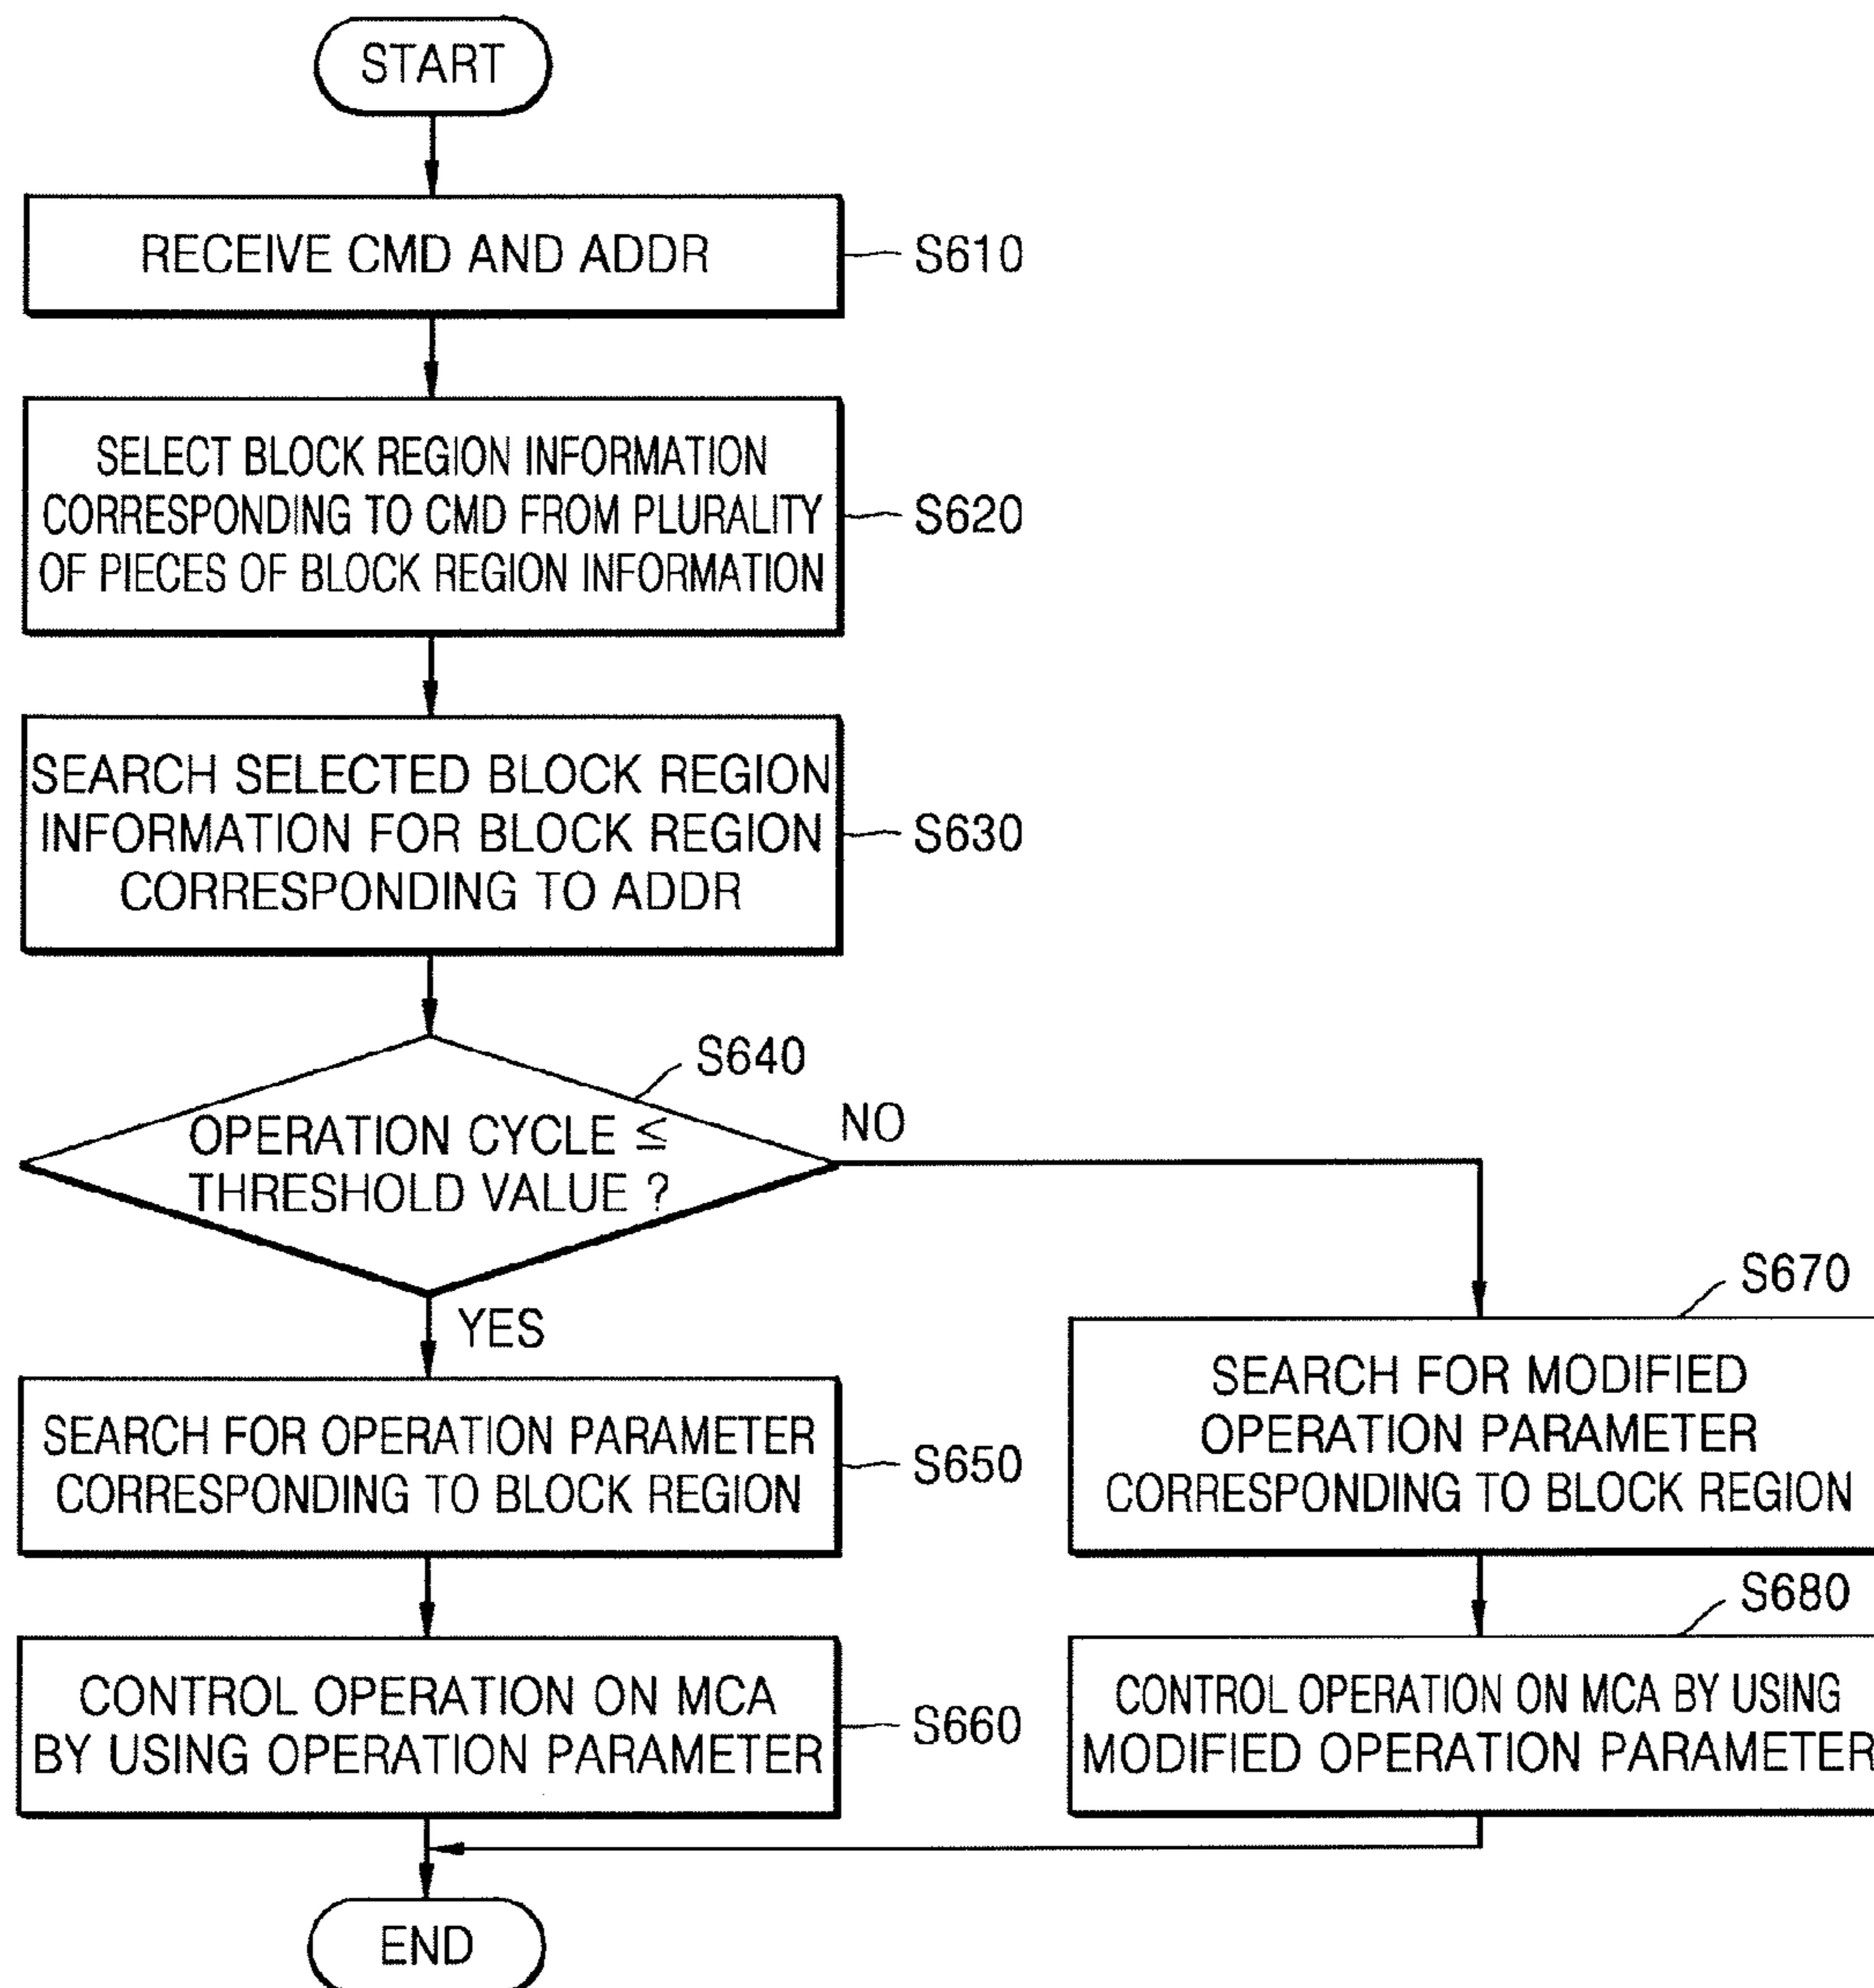 START
RECEIVE CMD AND ADDR
S610
SELECT BLOCK REGION INFORMATION
CORRESPONDING TO CMD FROM PLURALITY
OF PIECES OF BLOCK REGION INFORMATION
S620
SEARCH SELECTED BLOCK REGION
INFORMATION FOR BLOCK REGION
CORRESPONDING TO ADDR
S630
S640
OPERATION CYCLE ≤
THRESHOLD VALUE ?
NO
YES
SEARCH FOR OPERATION PARAMETER
CORRESPONDING TO BLOCK REGION
S650
CONTROL OPERATION ON MCA
BY USING OPERATION PARAMETER
S660
S670
SEARCH FOR MODIFIED
OPERATION PARAMETER
CORRESPONDING TO BLOCK REGION
S680
CONTROL OPERATION ON MCA BY USING
MODIFIED OPERATION PARAMETER
END